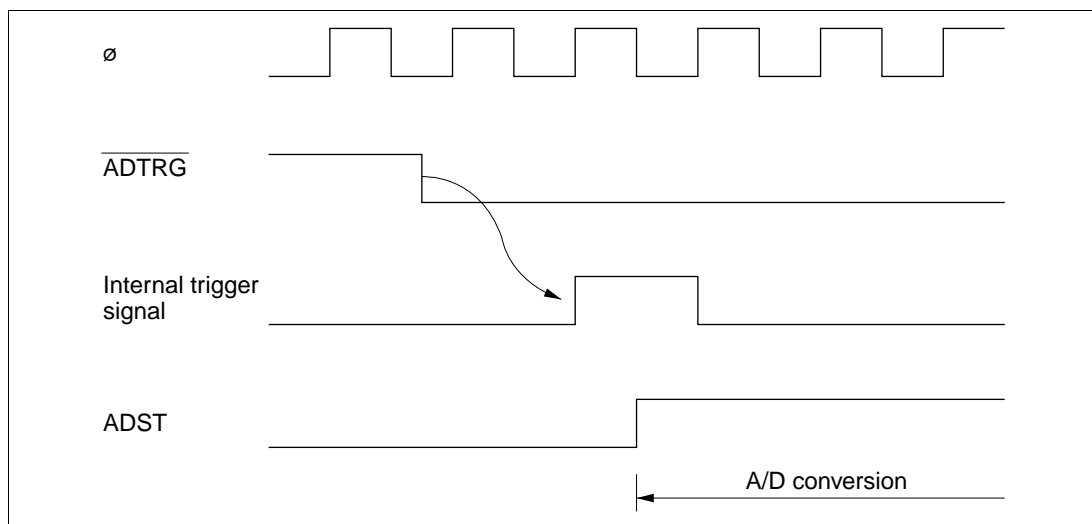 ø
ADTRG
Internal trigger
signal
ADST
A/D conversion